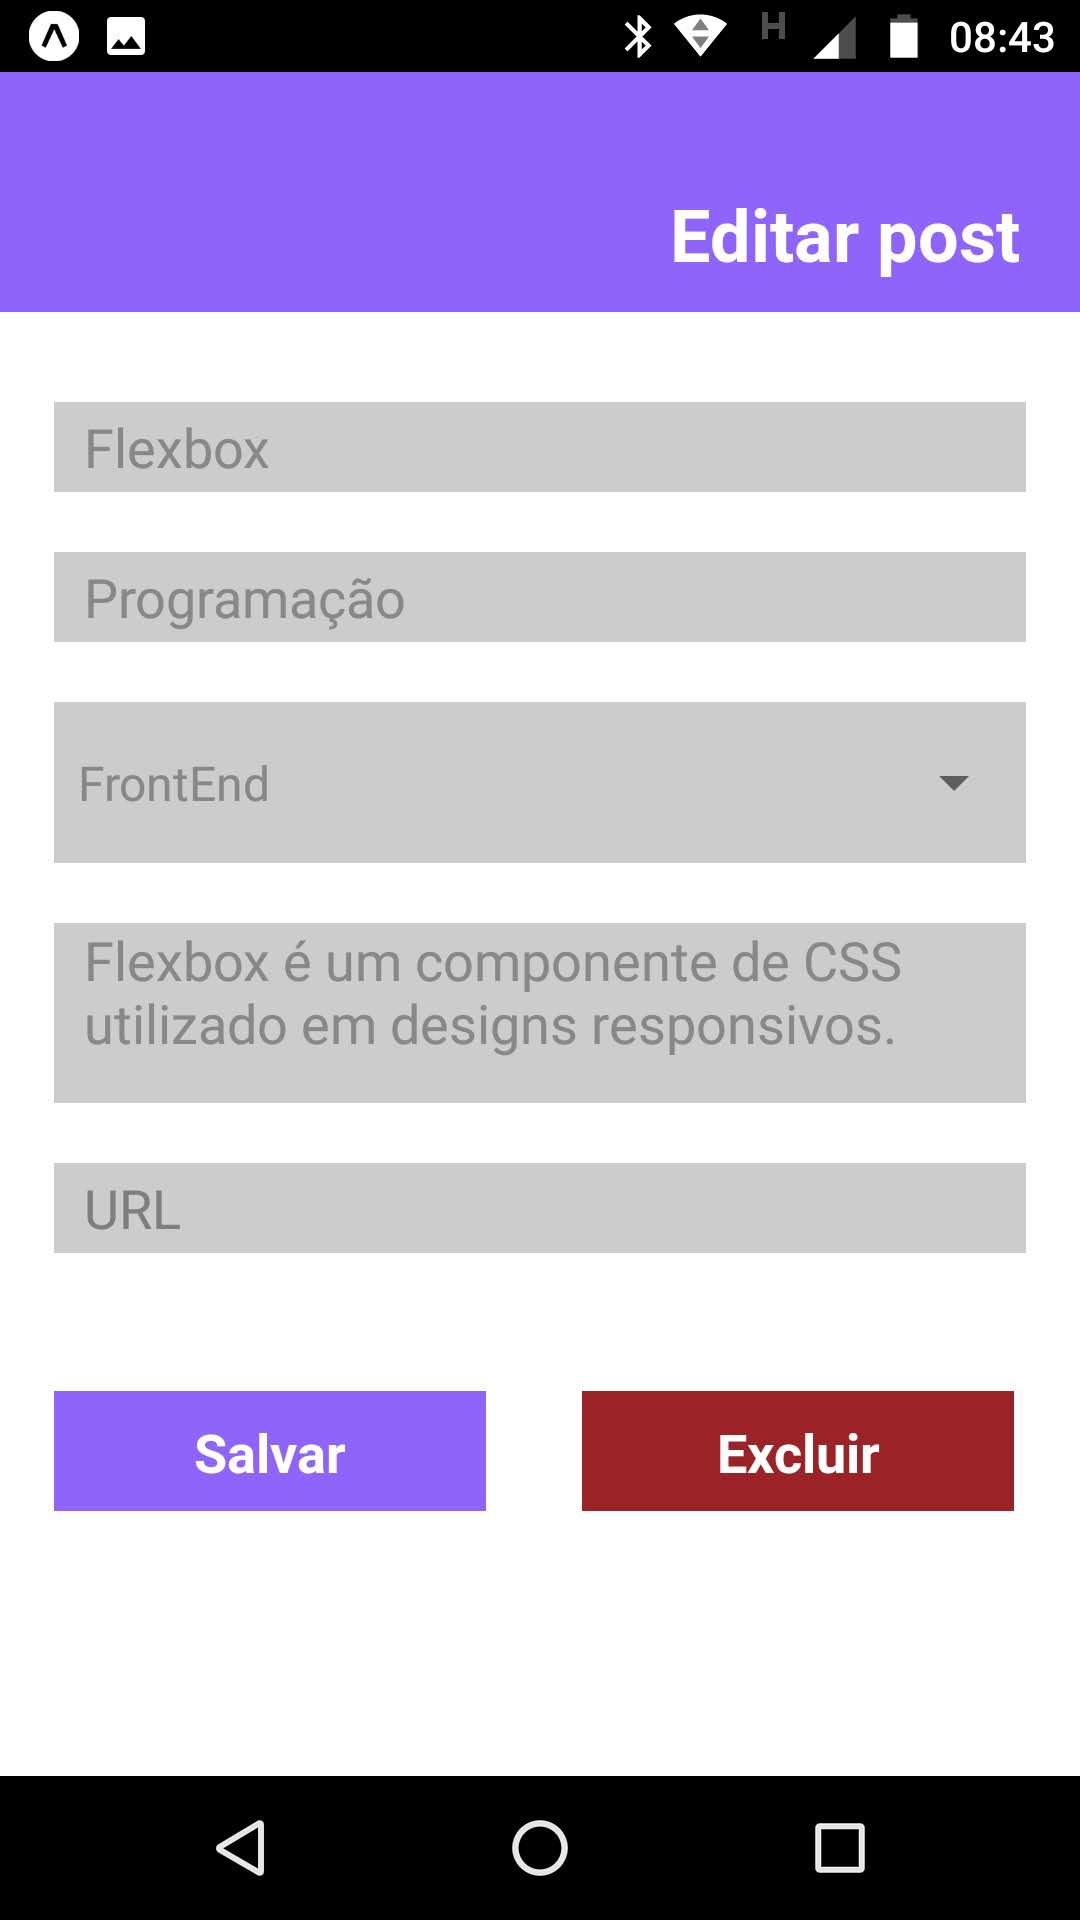 H 08:43
Editar post
Flexbox
Programação
FrontEnd
Flexbox é um componente de CSS
utilizado em designs responsivos.
URL
Salvar Excluir